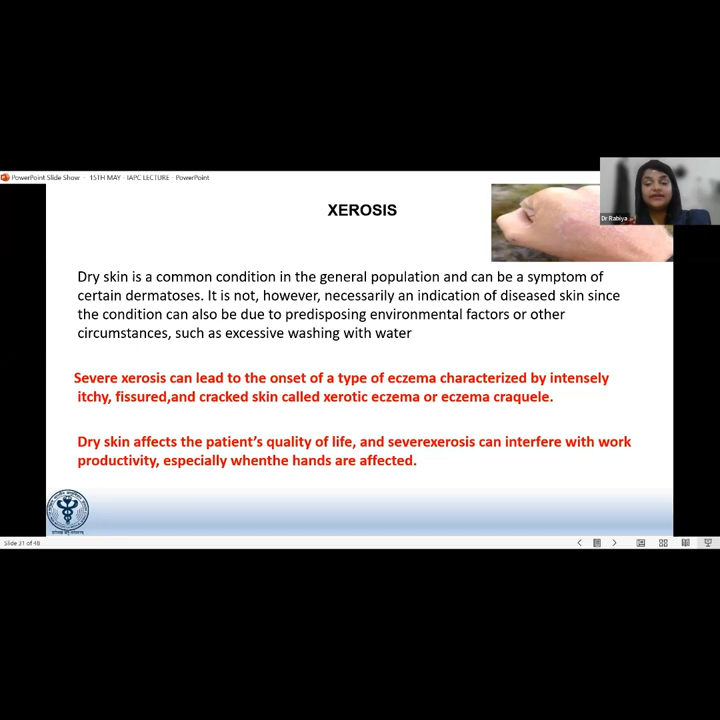 PowerPoint Slide Show - 15TH MAY - IAPC LECTURE - PowerPoint
XEROSIS
Dr Rabiya
Dry skin is a common condition in the general population and can be a symptom of
certain dermatoses. It is not, however, necessarily an indication of diseased skin since
the condition can also be due to predisposing environmental factors or other
circumstances, such as excessive washing with water
Severe xerosis can lead to the onset of a type of eczema characterized by intensely
itchy, fissured,and cracked skin called xerotic eczema or eczema craquele.
Dry skin affects the patient's quality of life, and severexerosis can interfere with work
productivity, especially whenthe hands are affected.
Slide 31 of 48